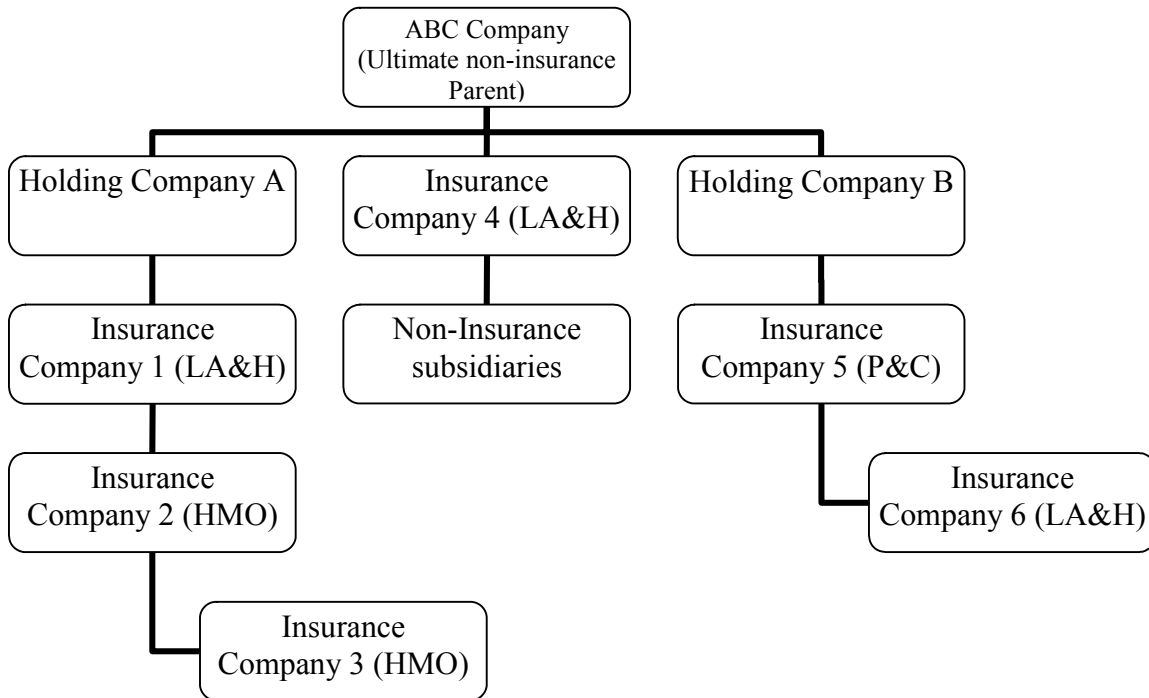 ABC Company
(Ultimate non-insurance
Parent)
Holding Company A
Insurance
Company 4 (LA&H)
Holding Company B
Insurance
Company 1 (LA&H)
Non-Insurance
subsidiaries
Insurance
Company 5 (P&C)
Insurance
Company 2 (HMO)
Insurance
Company 6 (LA&H)
Insurance
Company 3 (HMO)